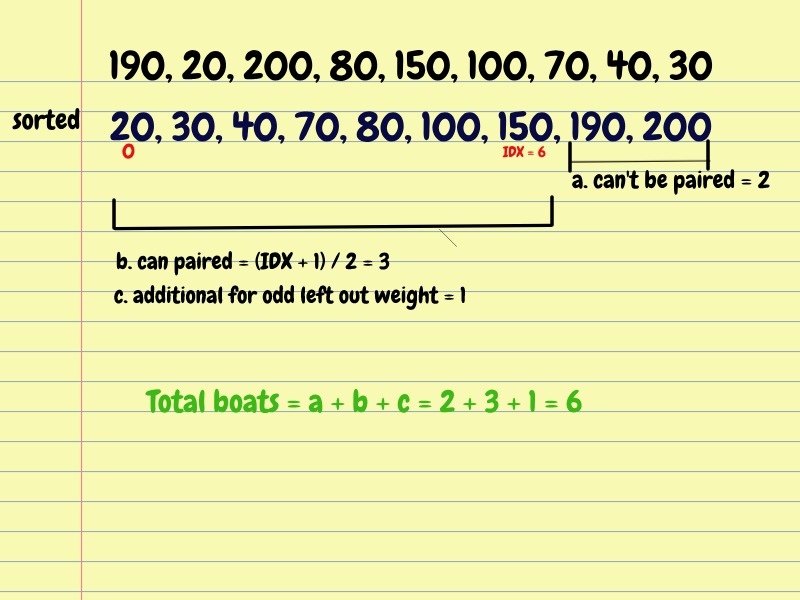 190, 20, 200, 80, 150, 100, 70, 40, 30
sorted 20, 30, 40, 70, 80, 100, 150, 190, 200
0 IDX = 6
a. can't be paired = 2
b. can paired = (IDX + 1) / 2 = 3
c. additional for odd left out weight = 1
Total boats = a + b + c = 2 + 3 + 1 = 6